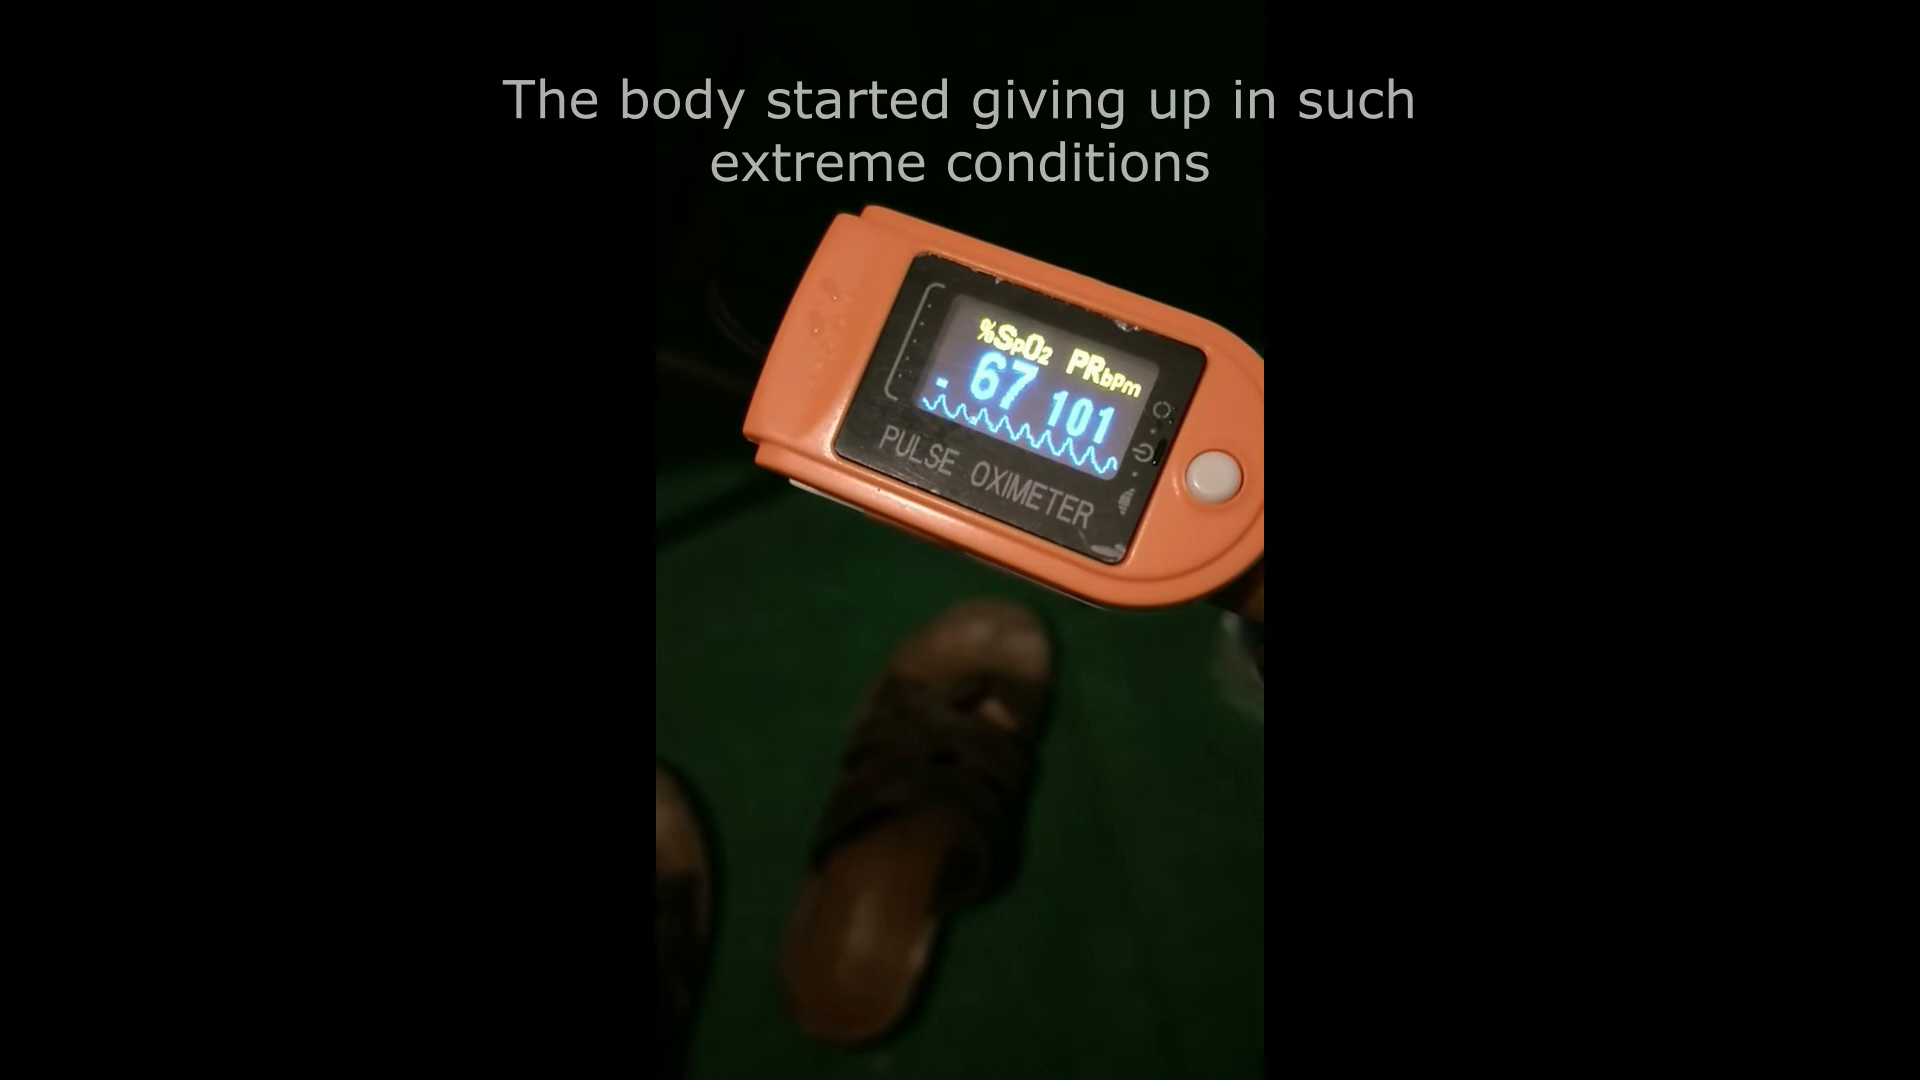 The body started giving up in such
extreme conditions
%SpO2 PRbpm
67 101
PULSE OXIMETER